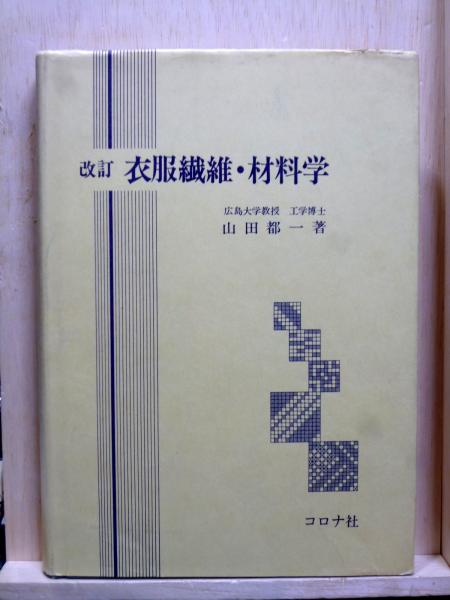 改訂 衣服繊維・材料学
広島大学教授 工学博士
山田都一著
コロナ社